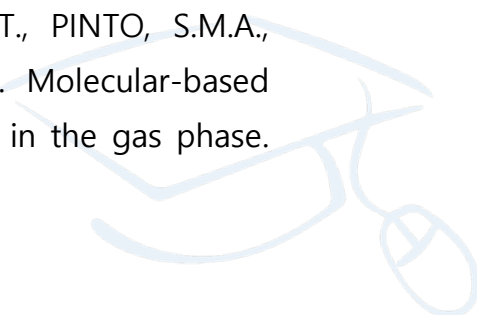 T., PINTO, S.M.A.,
. Molecular-based
in the gas phase.